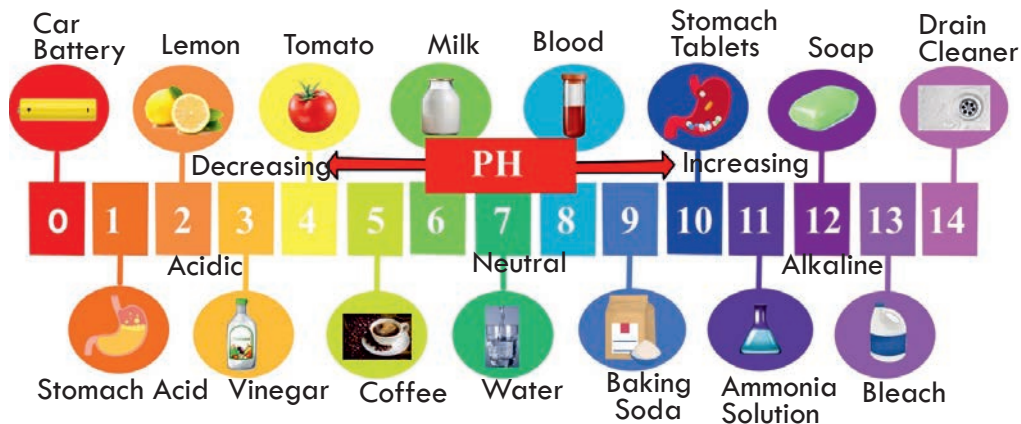 Car
Battery
Lemon
Tomato
Milk
Blood
Stomach
Tablets
Soap
Drain
Cleaner
Decreasing
PH
Increasing
0 1 2 3 4 5 6 7 8 9 10 11 12 13 14
Acidic
Neutral
Alkaline
Stomach Acid
Vinegar
Coffee
Water
Baking
Soda
Ammonia
Solution
Bleach